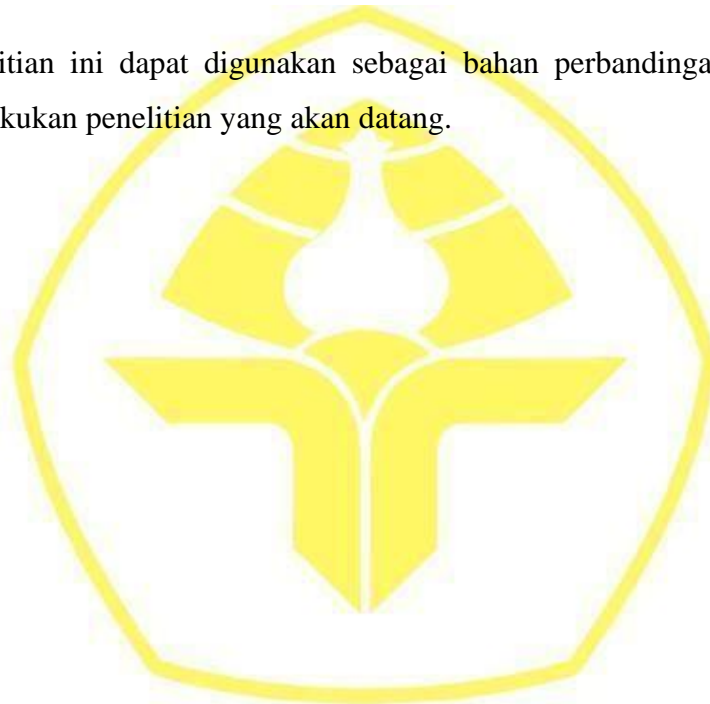 itian ini dapat digunakan sebagai bahan perbandinga
kukan penelitian yang akan datang.